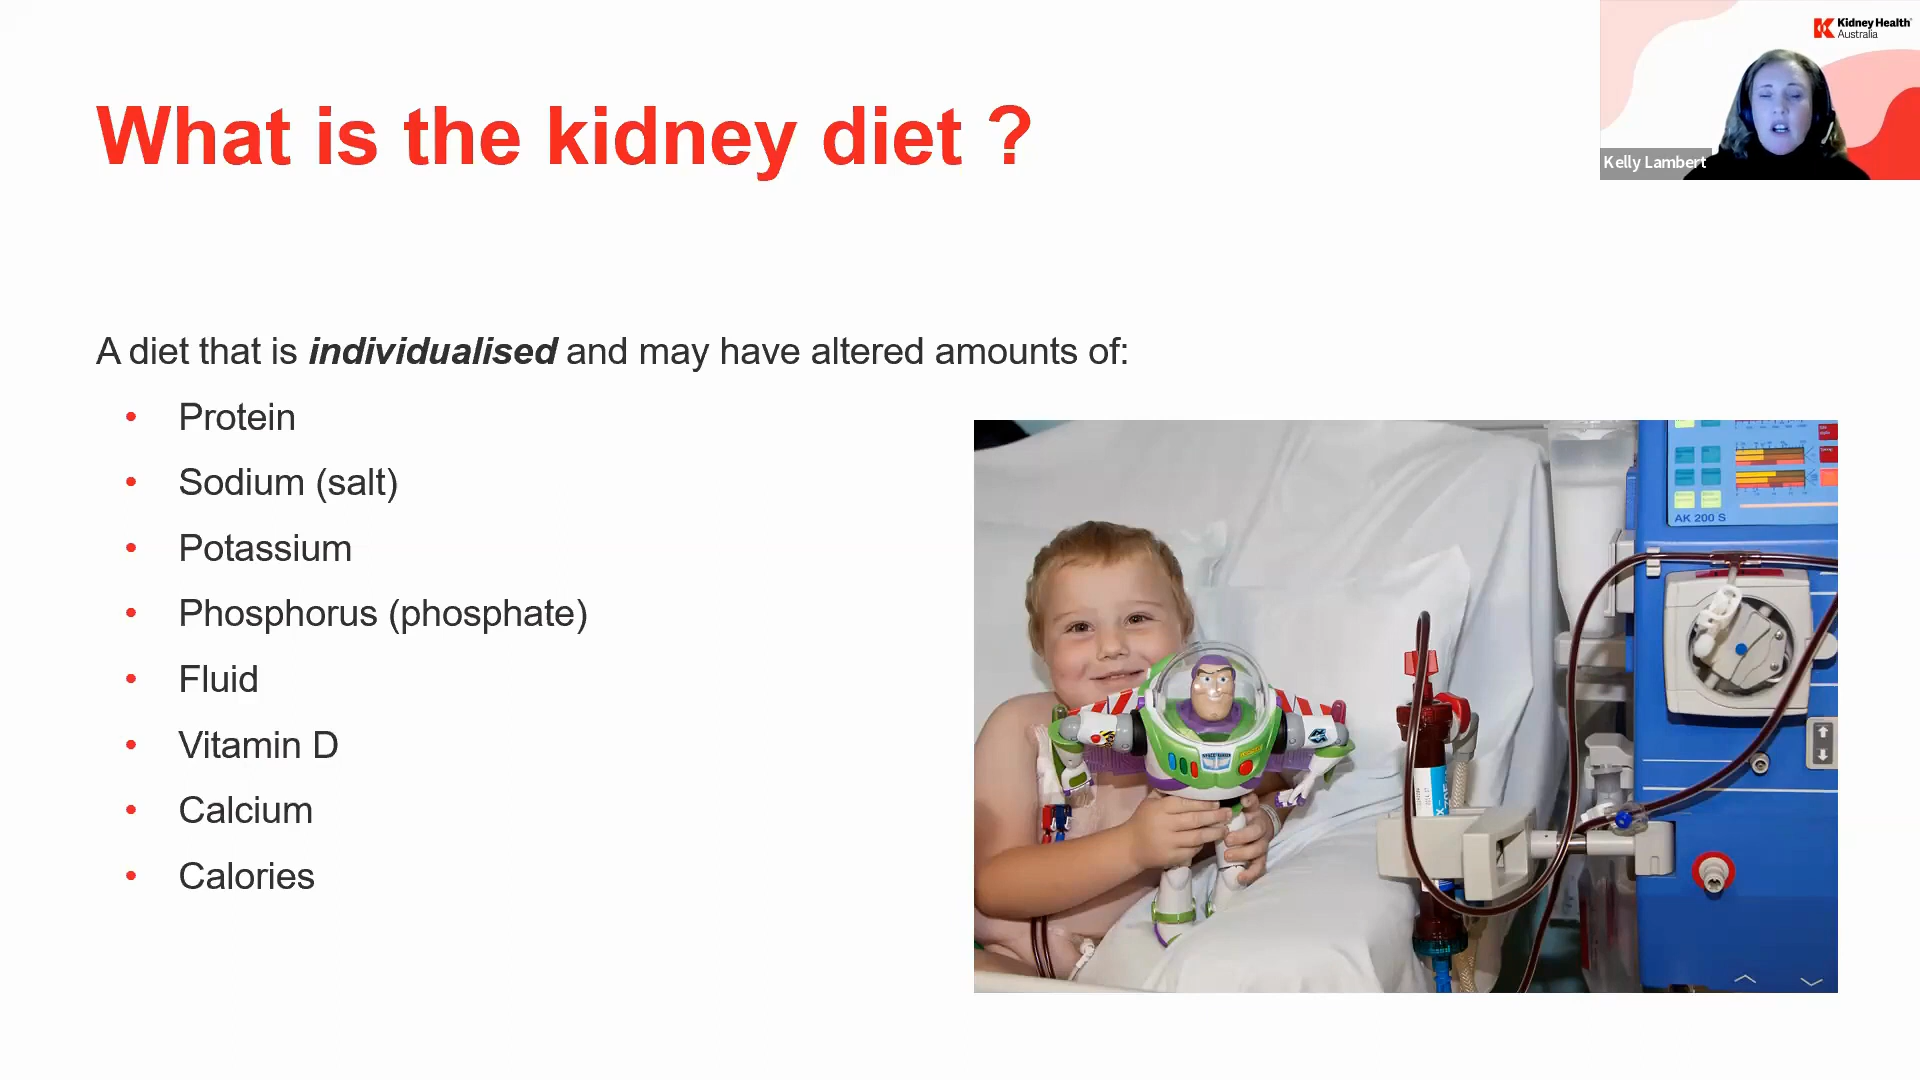 Kidney Health
Australia
What is the kidney diet ?
Kelly Lambert
A diet that is individualised and may have altered amounts of:
• Protein
• Sodium (salt)
• Potassium
• Phosphorus (phosphate)
• Fluid
• Vitamin D
• Calcium
• Calories
AK 200 S